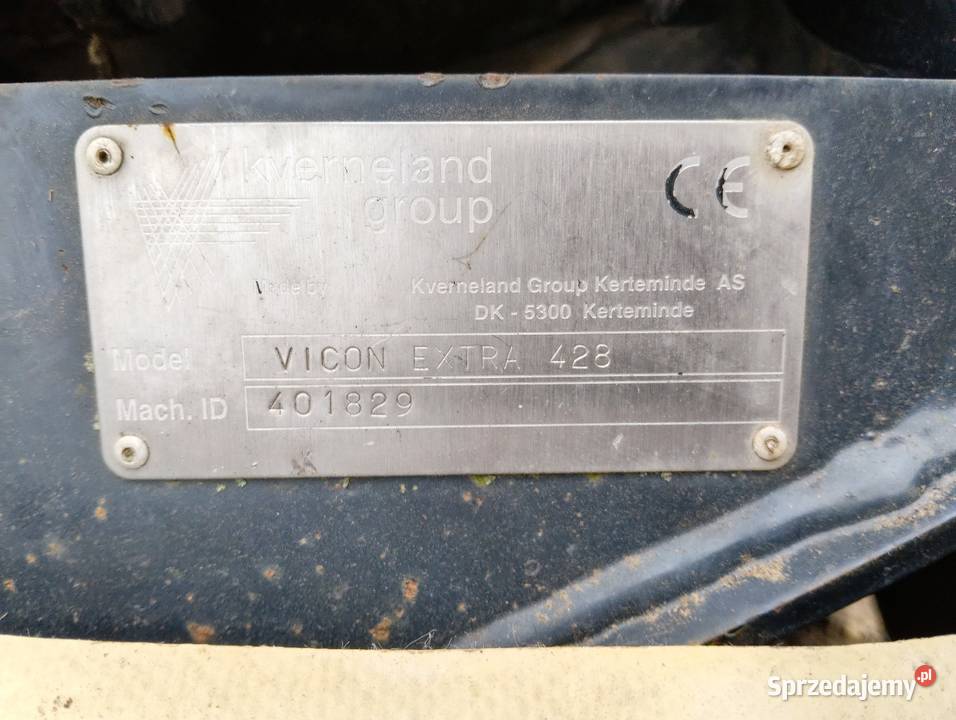 kverneland
group
CE
Made by Kverneland Group Kerteminde AS
DK - 5300 Kerteminde
Model VICON EXTRA 428
Mach. ID 401829
Sprzedajemy.pl